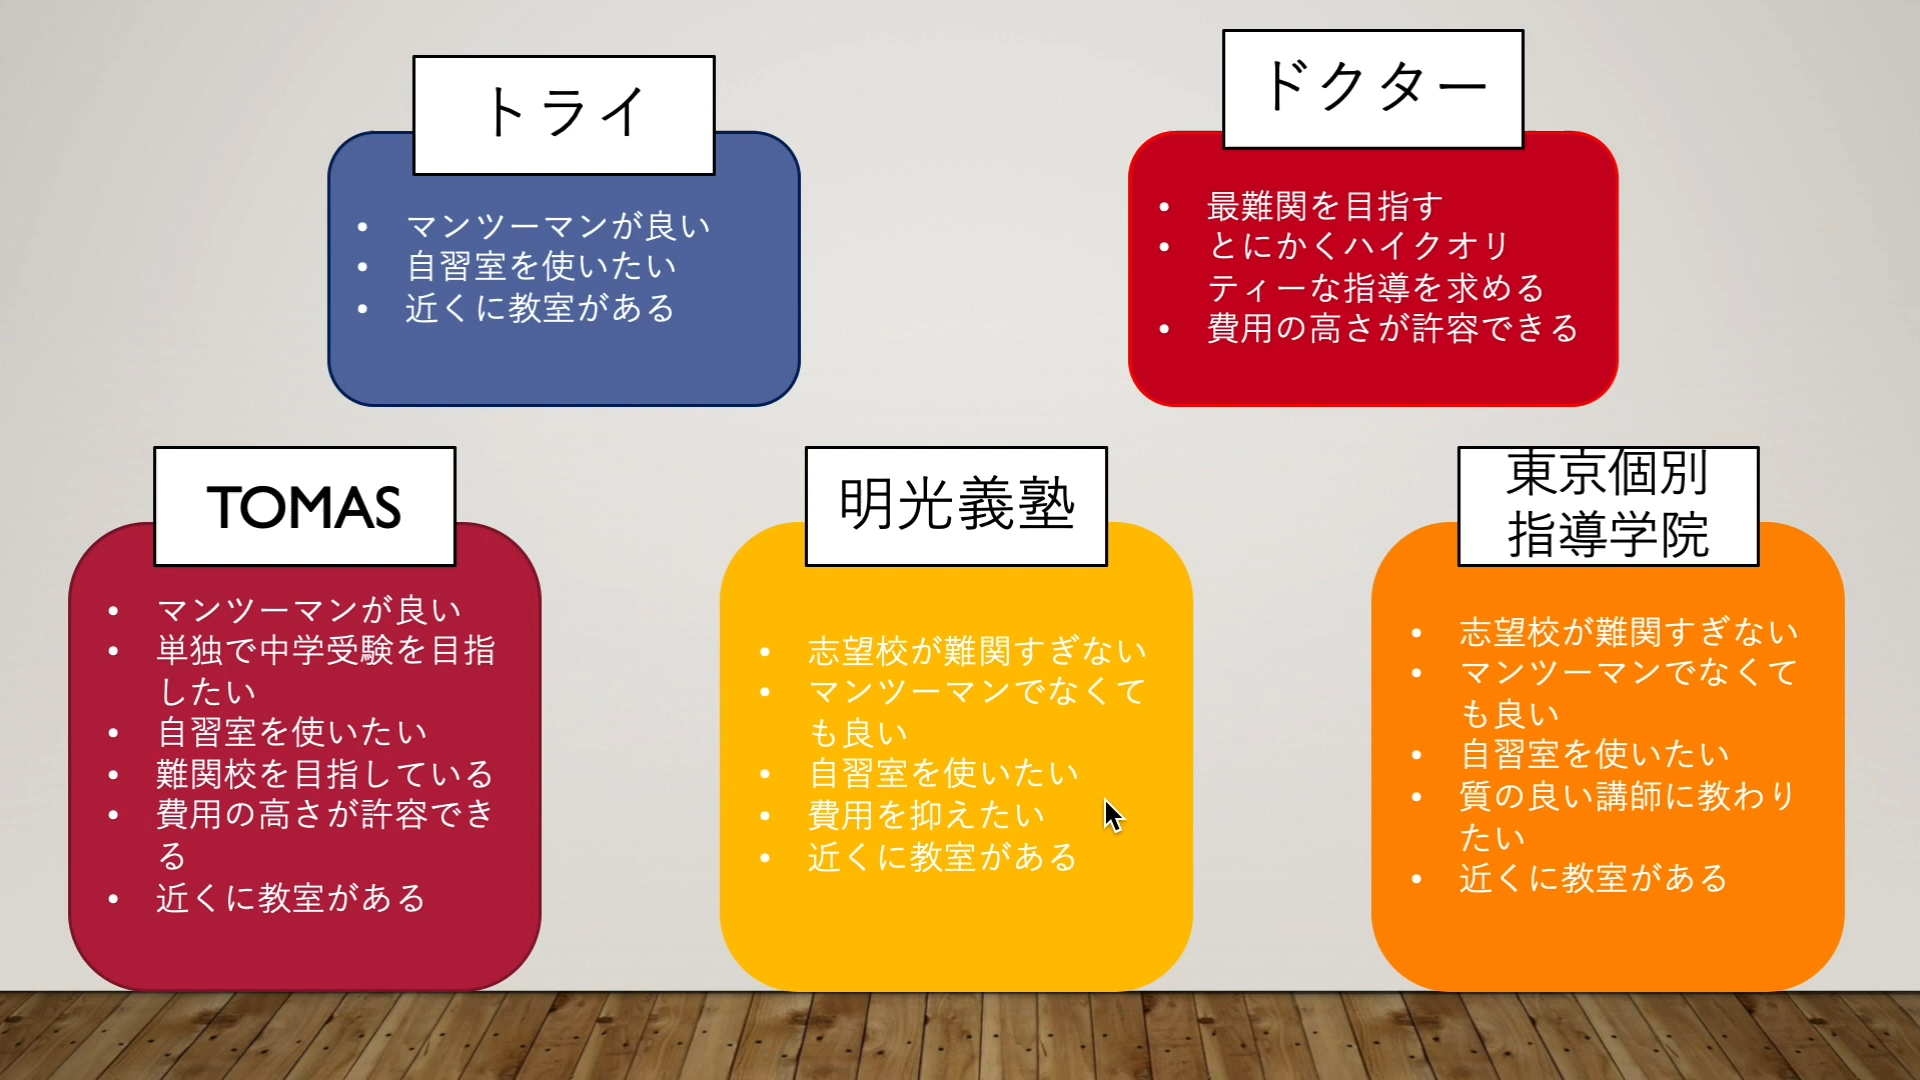 トライ
• マンツーマンが良い
• 自習室を使いたい
• 近くに教室がある
ドクター
• 最難関を目指す
• とにかくハイクオリ
ティーな指導を求める
• 費用の高さが許容できる
TOMAS
• マンツーマンが良い
• 単独で中学受験を目指
したい
• 自習室を使いたい
• 難関校を目指している
• 費用の高さが許容でき
る
• 近くに教室がある
明光義塾
• 志望校が難関すぎない
• マンツーマンでなくて
も良い
• 自習室を使いたい
• 費用を抑えたい
• 近くに教室がある
東京個別
指導学院
• 志望校が難関すぎない
• マンツーマンでなくて
も良い
• 自習室を使いたい
• 質の良い講師に教わり
たい
• 近くに教室がある